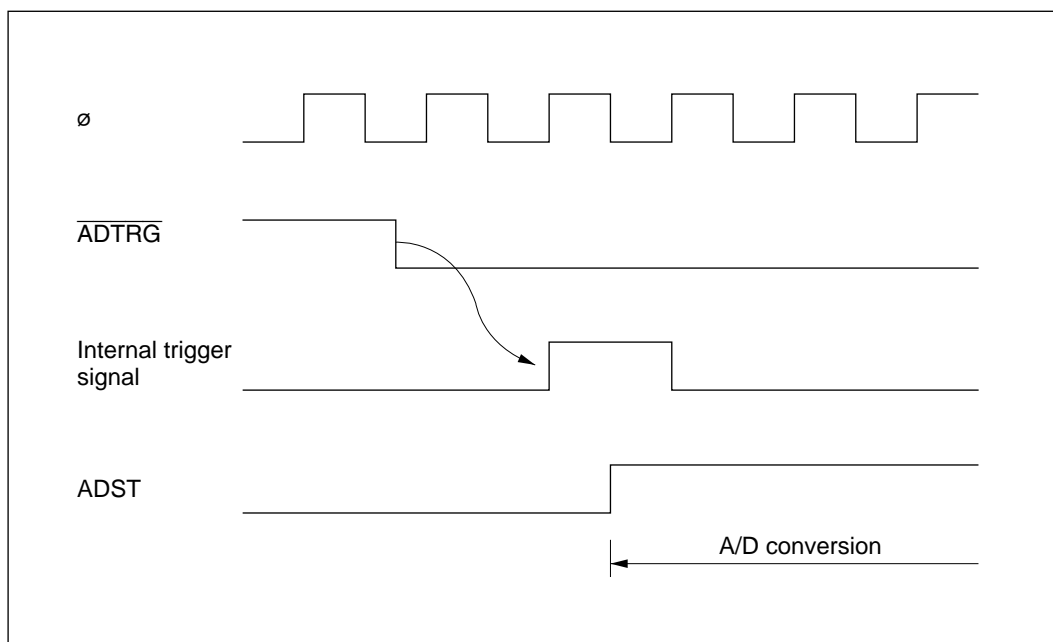 ø
ADTRG
Internal trigger
signal
ADST
A/D conversion